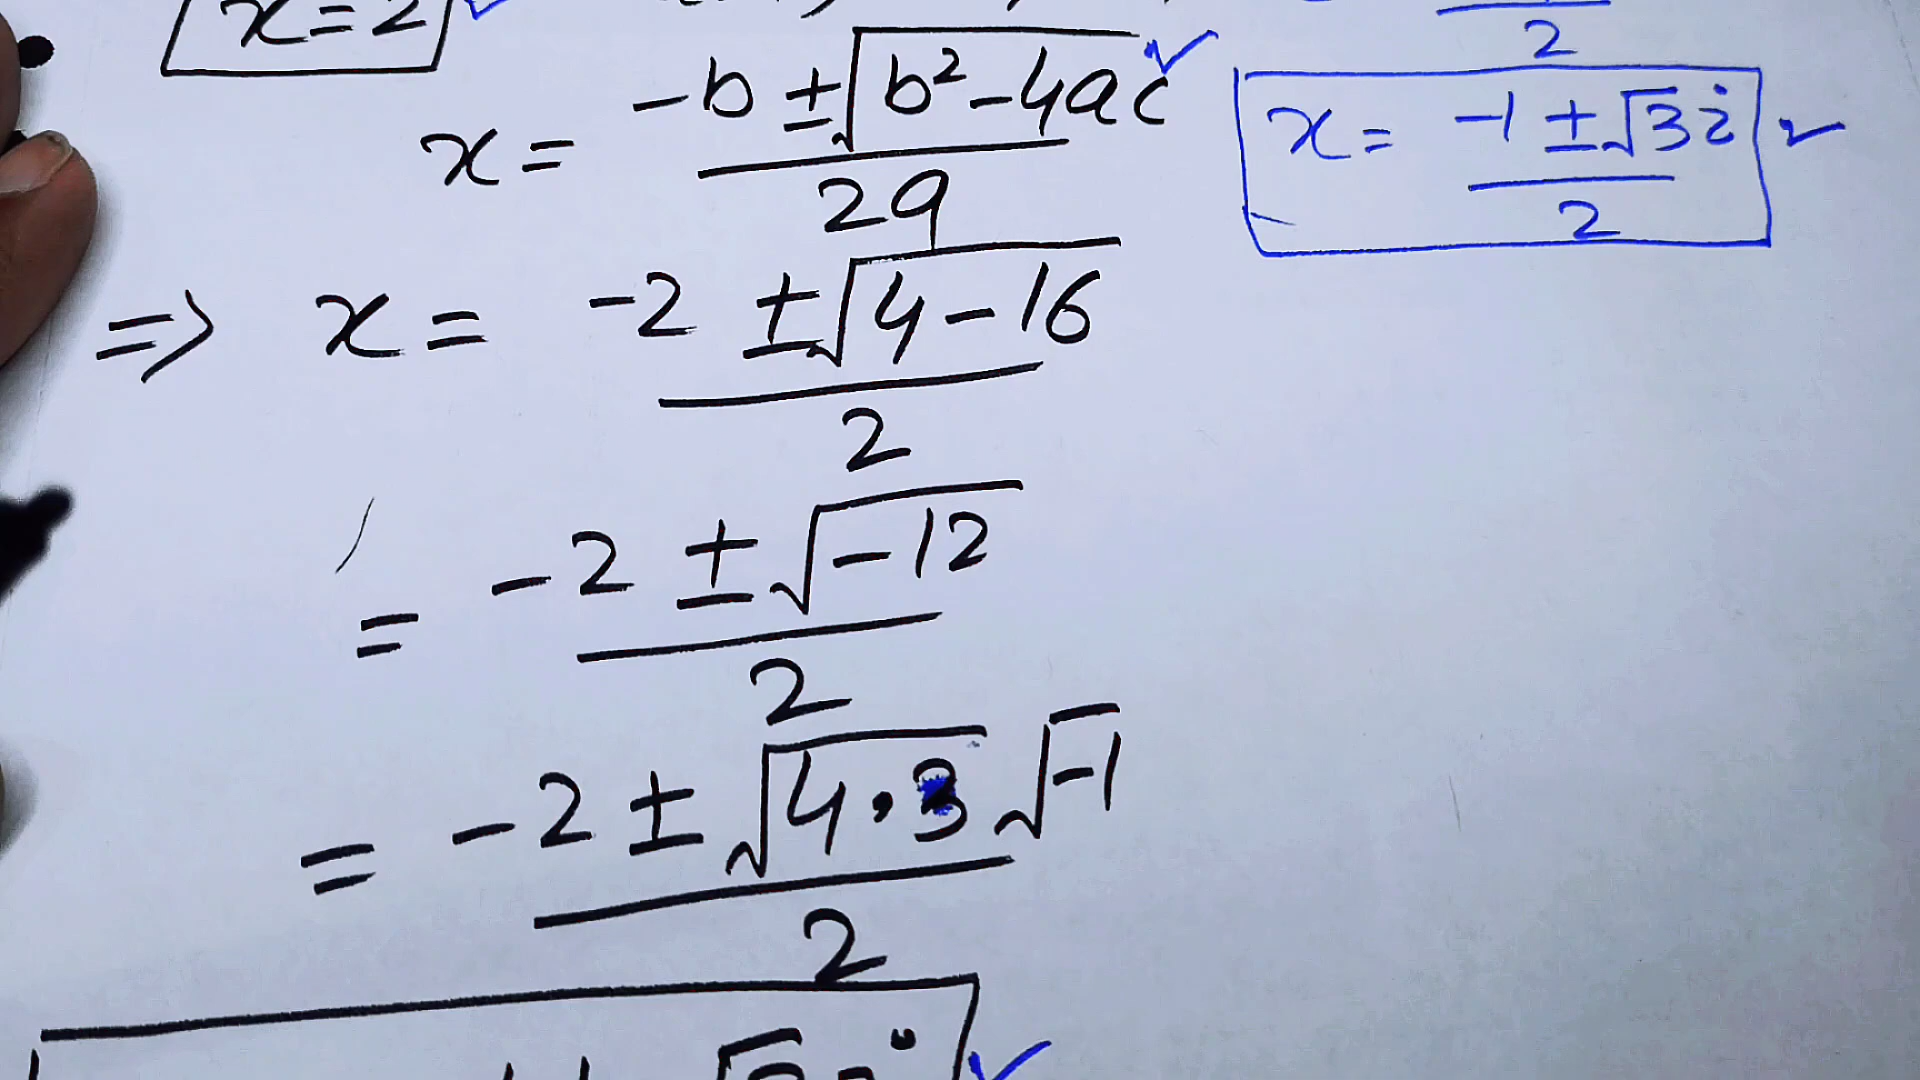 x=2
2
x = -b ± √b² - 4ac / 2a
x = -1 ± √3 i / 2
=> x = -2 ± √4 - 16 / 2
= -2 ± √-12 / 2
= -2 ± √4·3 √-1 / 2